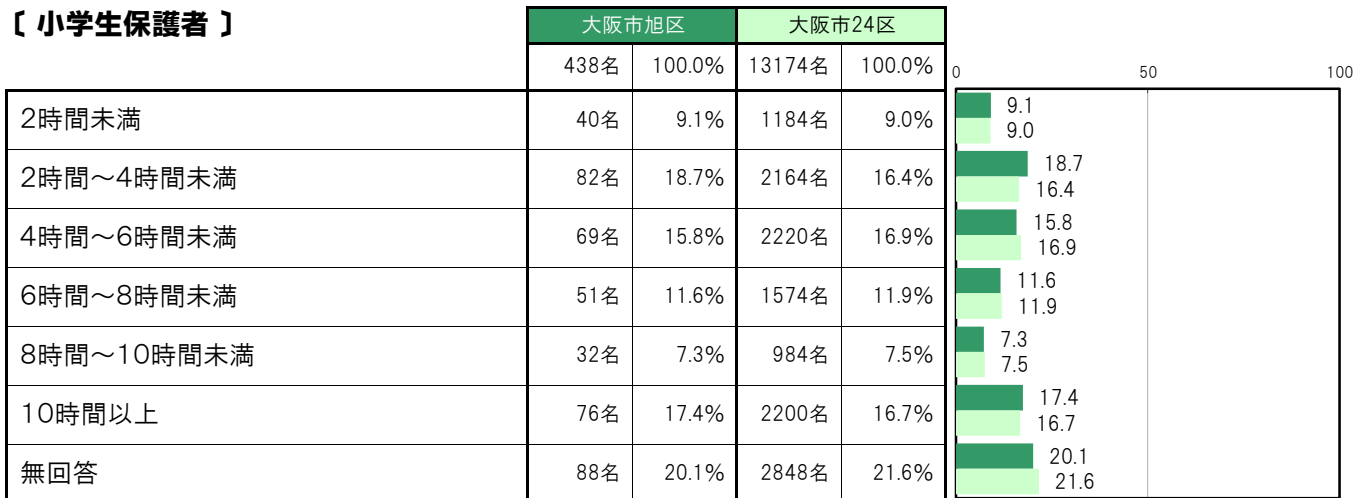 〔 小学生保護者 〕
大阪市旭区 大阪市24区
438名 100.0% 13174名 100.0%
0 50 100
2時間未満 40名 9.1% 1184名 9.0% 9.1
9.0
2時間～4時間未満 82名 18.7% 2164名 16.4% 18.7
16.4
4時間～6時間未満 69名 15.8% 2220名 16.9% 15.8
16.9
6時間～8時間未満 51名 11.6% 1574名 11.9% 11.6
11.9
8時間～10時間未満 32名 7.3% 984名 7.5% 7.3
7.5
10時間以上 76名 17.4% 2200名 16.7% 17.4
16.7
無回答 88名 20.1% 2848名 21.6% 20.1
21.6